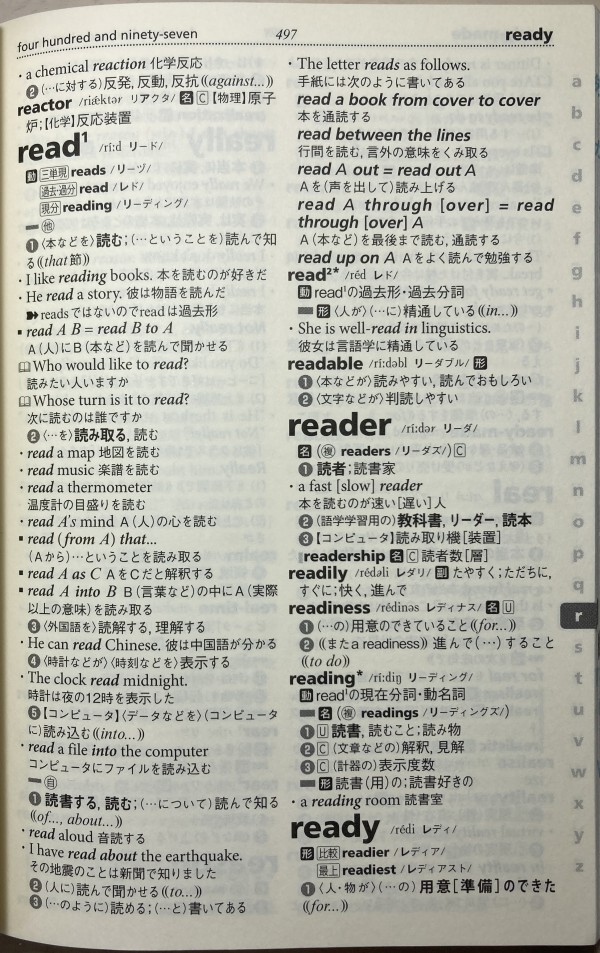 four hundred and ninety-seven
497
ready
・a chemical reaction 化学反応
❷(…に対する)反発, 反動, 反抗((against...))
reactor /riǽktər リアクタ/ 名 C【物理】原子
炉;【化学】反応装置
read¹ /ríːd リード/
動 三単現 reads /リーヅ/
過去・過分 read /レド/
現分 reading /リーディング/
━ 他
❶〈本などを〉読む; (…ということを)読んで知
る((that 節))
・I like reading books. 本を読むのが好きだ
・He read a story. 彼は物語を読んだ
➡ readsではないのでreadは過去形
▪ read A B = read B to A
A(人)にB(本など)を読んで聞かせる
Who would like to read?
読みたい人いますか
Whose turn is it to read?
次に読むのは誰ですか
❷〈…を〉読み取る, 読む
・read a map 地図を読む
・read music 楽譜を読む
・read a thermometer
温度計の目盛りを読む
・read A's mind A(人)の心を読む
▪ read (from A) that...
(Aから)…ということを読み取る
▪ read A as C AをCだと解釈する
▪ read A into B B(言葉など)の中にA(実際
以上の意味)を読み取る
❸〈外国語を〉読解する, 理解する
・He can read Chinese. 彼は中国語が分かる
❹〈時計などが〉〈時刻などを〉表示する
・The clock read midnight.
時計は夜の12時を表示した
❺【コンピュータ】〈データなどを〉(コンピュータ
に)読み込む((into...))
・read a file into the computer
コンピュータにファイルを読み込む
━ 自
❶読書する, 読む; (…について)読んで知る
((of..., about...))
・read aloud 音読する
・I have read about the earthquake.
その地震のことは新聞で知りました
❷(人に)読んで聞かせる((to...))
❸(…のように)読める; (…と)書いてある
・The letter reads as follows.
手紙には次のように書いてある
read a book from cover to cover
本を通読する
read between the lines
行間を読む, 言外の意味をくみ取る
read A out = read out A
Aを(声を出して)読み上げる
read A through [over] = read
through [over] A
A(本など)を最後まで読む, 通読する
read up on A Aをよく読んで勉強する
read²* /réd レド/
動 read¹の過去形・過去分詞
━ 形〈人が〉(…に)精通している((in...))
・She is well-read in linguistics.
彼女は言語学に精通している
readable /ríːdəbl リーダブル/ 形
❶〈本などが〉読みやすい, 読んでおもしろい
❷〈文字などが〉判読しやすい
reader /ríːdər リーダ/
名 (複 readers /リーダズ/) C
❶読者; 読書家
・a fast [slow] reader
本を読むのが速い[遅い]人
❷(語学学習用の)教科書, リーダー, 読本
❸【コンピュータ】読み取り機[装置]
readership 名 C 読者数[層]
readily /rédəli レダリ/ 副 たやすく; ただちに,
すぐに; 快く, 進んで
readiness /rédinəs レディナス/ 名 U
❶(…の)用意のできていること((for...))
❷((またa readiness)) 進んで(…)すること
((to do))
reading* /ríːdiŋ リーディング/
動 read¹の現在分詞・動名詞
━ 名 (複 readings /リーディングズ/)
❶ U 読書, 読むこと; 読み物
❷ C (文章などの)解釈, 見解
❸ C (計器の)表示度数
━ 形 読書(用)の; 読書好きの
・a reading room 読書室
ready /rédi レディ/
形 比較 readier /レディア/
最上 readiest /レディアスト/
❶〈人・物が〉(…の)用意[準備]のできた
((for...))
a
b
c
d
e
f
g
h
i
j
k
l
m
n
o
p
q
r
s
t
u
v
w
x
y
z